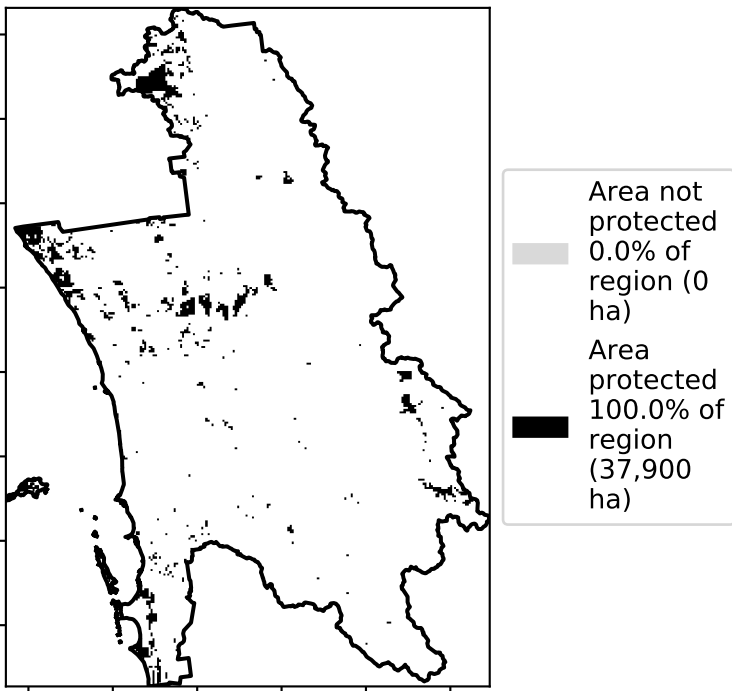 Area not
protected
0.0% of
region (0
ha)
Area
protected
100.0% of
region
(37,900
ha)